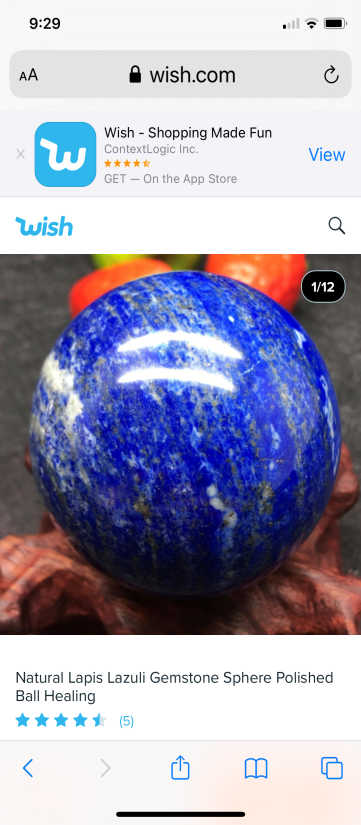 9:29
AA
wish.com
X
w
Wish - Shopping Made Fun
ContextLogic Inc.
GET — On the App Store
View
wish
1/12
Natural Lapis Lazuli Gemstone Sphere Polished
Ball Healing
(5)